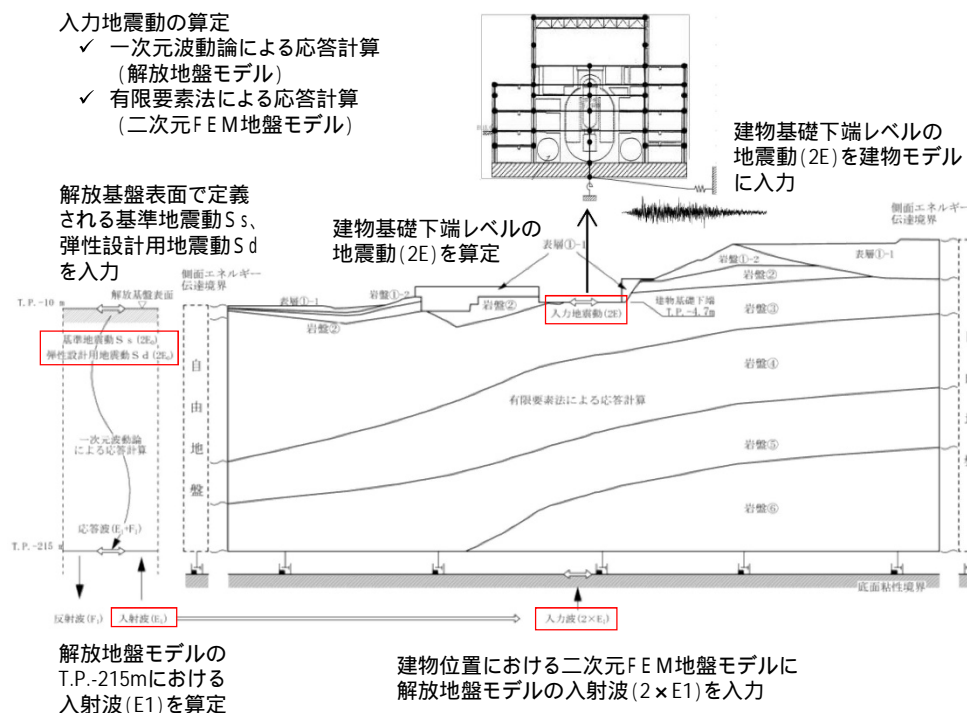 入力地震動の算定
✓ 一次元波動論による応答計算
(解放地盤モデル)
✓ 有限要素法による応答計算
(二次元FEM地盤モデル)
建物基礎下端レベルの
地震動(2E)を建物モデル
に入力
解放基盤表面で定義
される基準地震動Ss、
弾性設計用地震動Sd
を入力
建物基礎下端レベルの
地震動(2E)を算定
側面エネルギー
伝達境界
側面エネルギー
伝達境界
表層①-1
岩盤①-2
表層①-1
岩盤②
T.P.-10 m
解放基盤表面
表層①-1
岩盤①-2
岩盤②
岩盤②
入力地震動(2E)
建物基礎下端
T.P.-4.7m
岩盤③
基準地震動Ss(2E₀)
弾性設計用地震動Sd(2E₀)
自由地盤
岩盤④
有限要素法による応答計算
一次元波動論
による応答計算
岩盤⑤
岩盤⑥
応答波(E₁+F₁)
T.P.-215 m
底面粘性境界
反射波(F₁)
入射波(E₁)
入力波(2×E₁)
解放地盤モデルの
T.P.-215mにおける
入射波(E1)を算定
建物位置における二次元FEM地盤モデルに
解放地盤モデルの入射波(2×E1)を入力